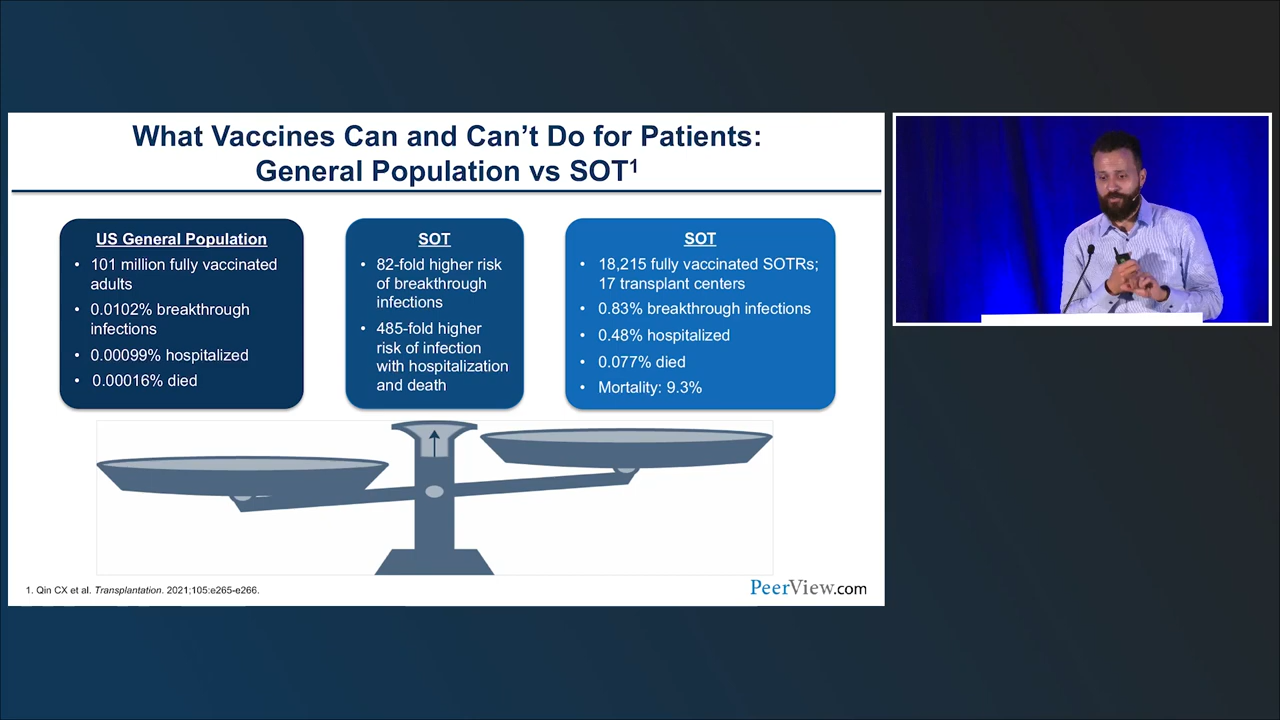 What Vaccines Can and Can't Do for Patients:
General Population vs SOT1
US General Population
• 101 million fully vaccinated
adults
• 0.0102% breakthrough
infections
• 0.00099% hospitalized
• 0.00016% died
SOT
• 82-fold higher risk
of breakthrough
infections
• 485-fold higher
risk of infection
with hospitalization
and death
SOT
• 18,215 fully vaccinated SOTRs;
17 transplant centers
• 0.83% breakthrough infections
• 0.48% hospitalized
• 0.077% died
• Mortality: 9.3%
1. Qin CX et al. Transplantation. 2021;105:e265-e266.
PeerView.com